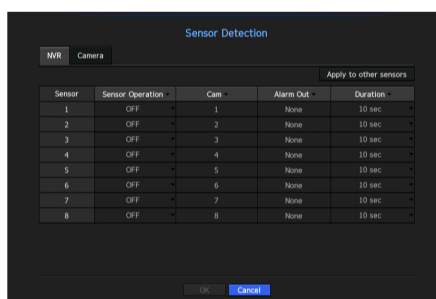 Sensor Detection
NVR Camera
Apply to other sensors
Sensor Sensor Operation Cam Alarm Out Duration
1 OFF 1 None 10 sec
2 OFF 2 None 10 sec
3 OFF 3 None 10 sec
4 OFF 4 None 10 sec
5 OFF 5 None 10 sec
6 OFF 6 None 10 sec
7 OFF 7 None 10 sec
8 OFF 8 None 10 sec
OK Cancel